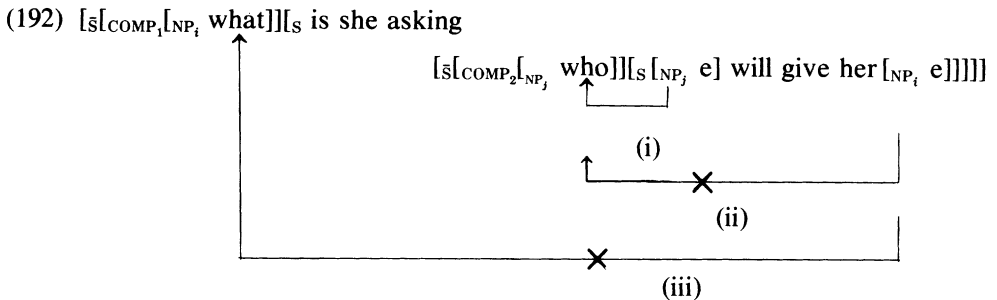 (192) [S̄[COMP₁[NPᵢ what]][S is she asking
[S̄[COMP₂[NPⱼ who]][S [NPⱼ e] will give her [NPᵢ e]]]]]
(i)
(ii)
(iii)